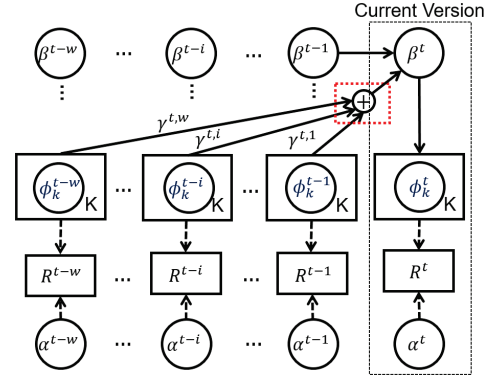 Current Version
β^{t-w} ... β^{t-i} ... β^{t-1} β^t
+
γ^{t,w} γ^{t,i} γ^{t,1}
ϕ_k^{t-w} K ... ϕ_k^{t-i} K ... ϕ_k^{t-1} K ϕ_k^t K
R^{t-w} ... R^{t-i} ... R^{t-1} R^t
α^{t-w} ... α^{t-i} ... α^{t-1} α^t